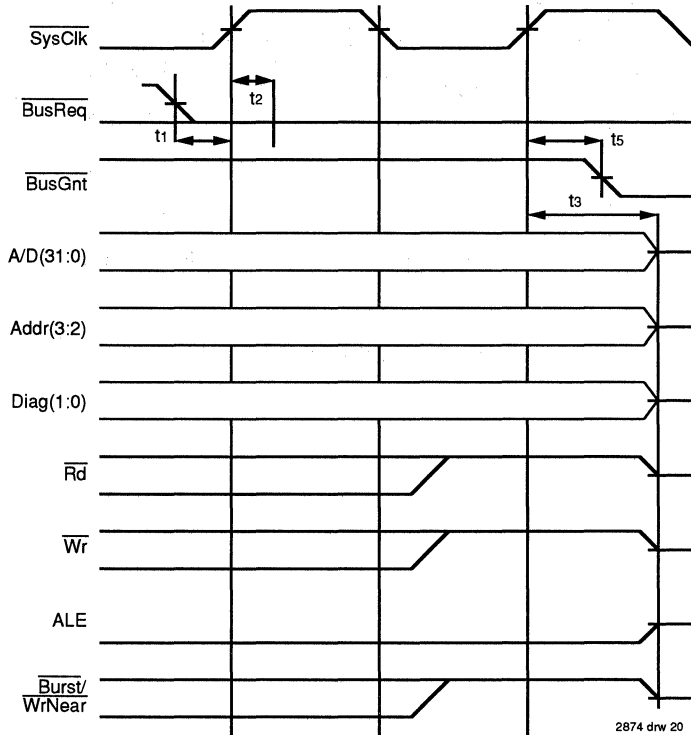 SysClk
t2
BusReq
t1
t5
BusGnt
t3
A/D(31:0)
Addr(3:2)
Diag(1:0)
Rd
Wr
ALE
Burst/
WrNear
2874 drw 20